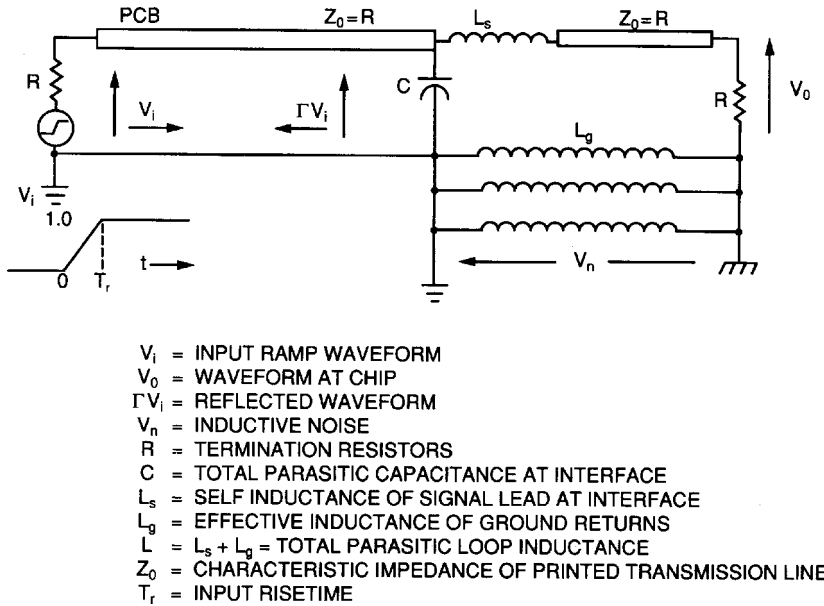 PCB
Z₀=R
Lₛ
Z₀=R
R
C
R
V₀
Vᵢ
ΓVᵢ
L_g
Vᵢ
1.0
0
Tᵣ
t
Vₙ
Vᵢ = INPUT RAMP WAVEFORM
V₀ = WAVEFORM AT CHIP
ΓVᵢ = REFLECTED WAVEFORM
Vₙ = INDUCTIVE NOISE
R = TERMINATION RESISTORS
C = TOTAL PARASITIC CAPACITANCE AT INTERFACE
Lₛ = SELF INDUCTANCE OF SIGNAL LEAD AT INTERFACE
L_g = EFFECTIVE INDUCTANCE OF GROUND RETURNS
L = Lₛ + L_g = TOTAL PARASITIC LOOP INDUCTANCE
Z₀ = CHARACTERISTIC IMPEDANCE OF PRINTED TRANSMISSION LINE
Tᵣ = INPUT RISETIME